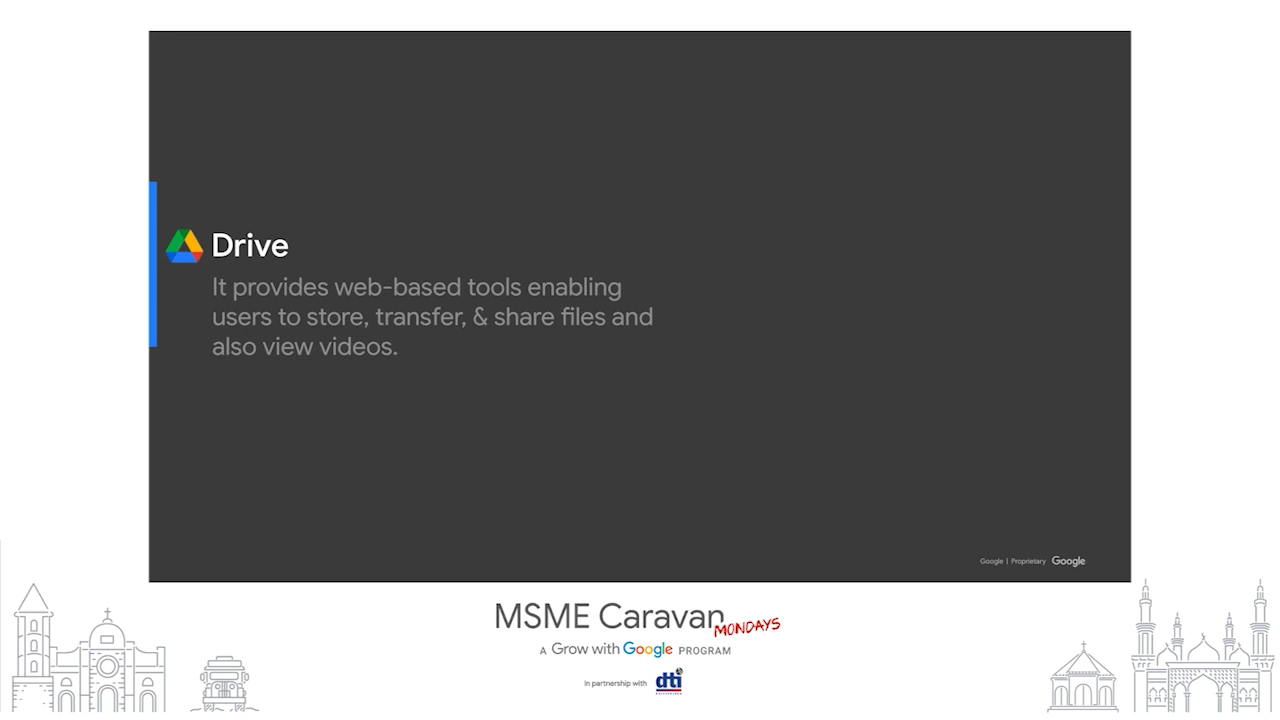 Drive
It provides web-based tools enabling
users to store, transfer, & share files and
also view videos.
Google | Proprietary Google
MSME Caravan
MONDAYS
A Grow with Google PROGRAM
in partnership with dti
PHILIPPINES